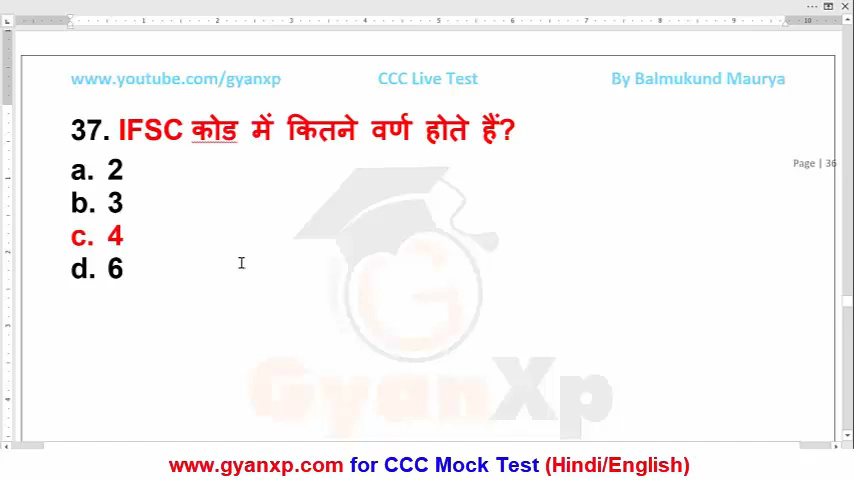 www.youtube.com/gyanxp CCC Live Test By Balmukund Maurya
37. IFSC कोड में कितने वर्ण होते हैं?
Page | 36
a. 2
b. 3
c. 4
d. 6
GyanXp
www.gyanxp.com for CCC Mock Test (Hindi/English)